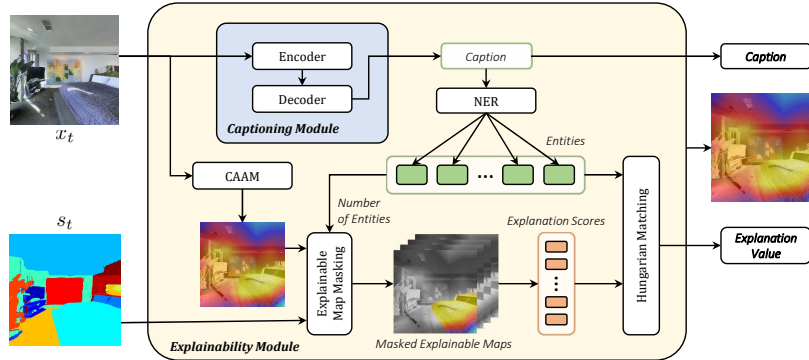 Encoder
Decoder
Captioning Module
Caption
NER
Entities
Caption
x_t
CAAM
Number
of Entities
Explanation Scores
s_t
Explainable
Map Masking
Hungarian Matching
Explanation
Value
Explainability Module
Masked Explainable Maps